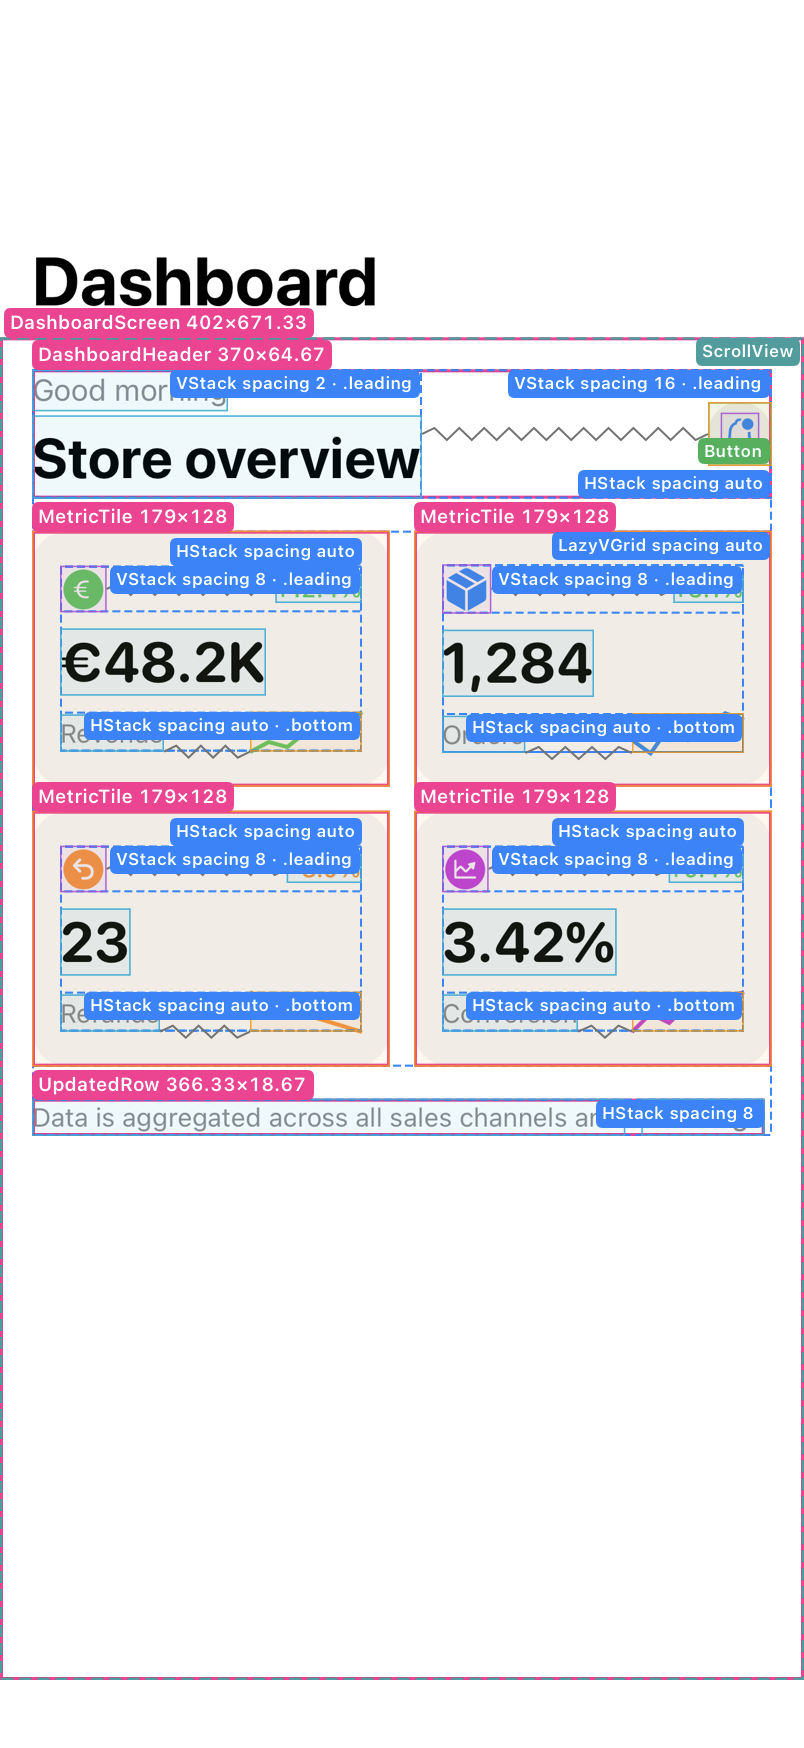 Dashboard
DashboardScreen 402×671.33
DashboardHeader 370×64.67
ScrollView
Good morning
VStack spacing 2 · .leading
VStack spacing 16 · .leading
Store overview
Button
HStack spacing auto
MetricTile 179×128
MetricTile 179×128
HStack spacing auto
LazyVGrid spacing auto
€
VStack spacing 8 · .leading
VStack spacing 8 · .leading
€48.2K
1,284
HStack spacing auto · .bottom
HStack spacing auto · .bottom
Revenue
Orders
MetricTile 179×128
MetricTile 179×128
HStack spacing auto
HStack spacing auto
VStack spacing 8 · .leading
VStack spacing 8 · .leading
23
3.42%
HStack spacing auto · .bottom
HStack spacing auto · .bottom
Refunds
Conversion
UpdatedRow 366.33×18.67
Data is aggregated across all sales channels
HStack spacing 8